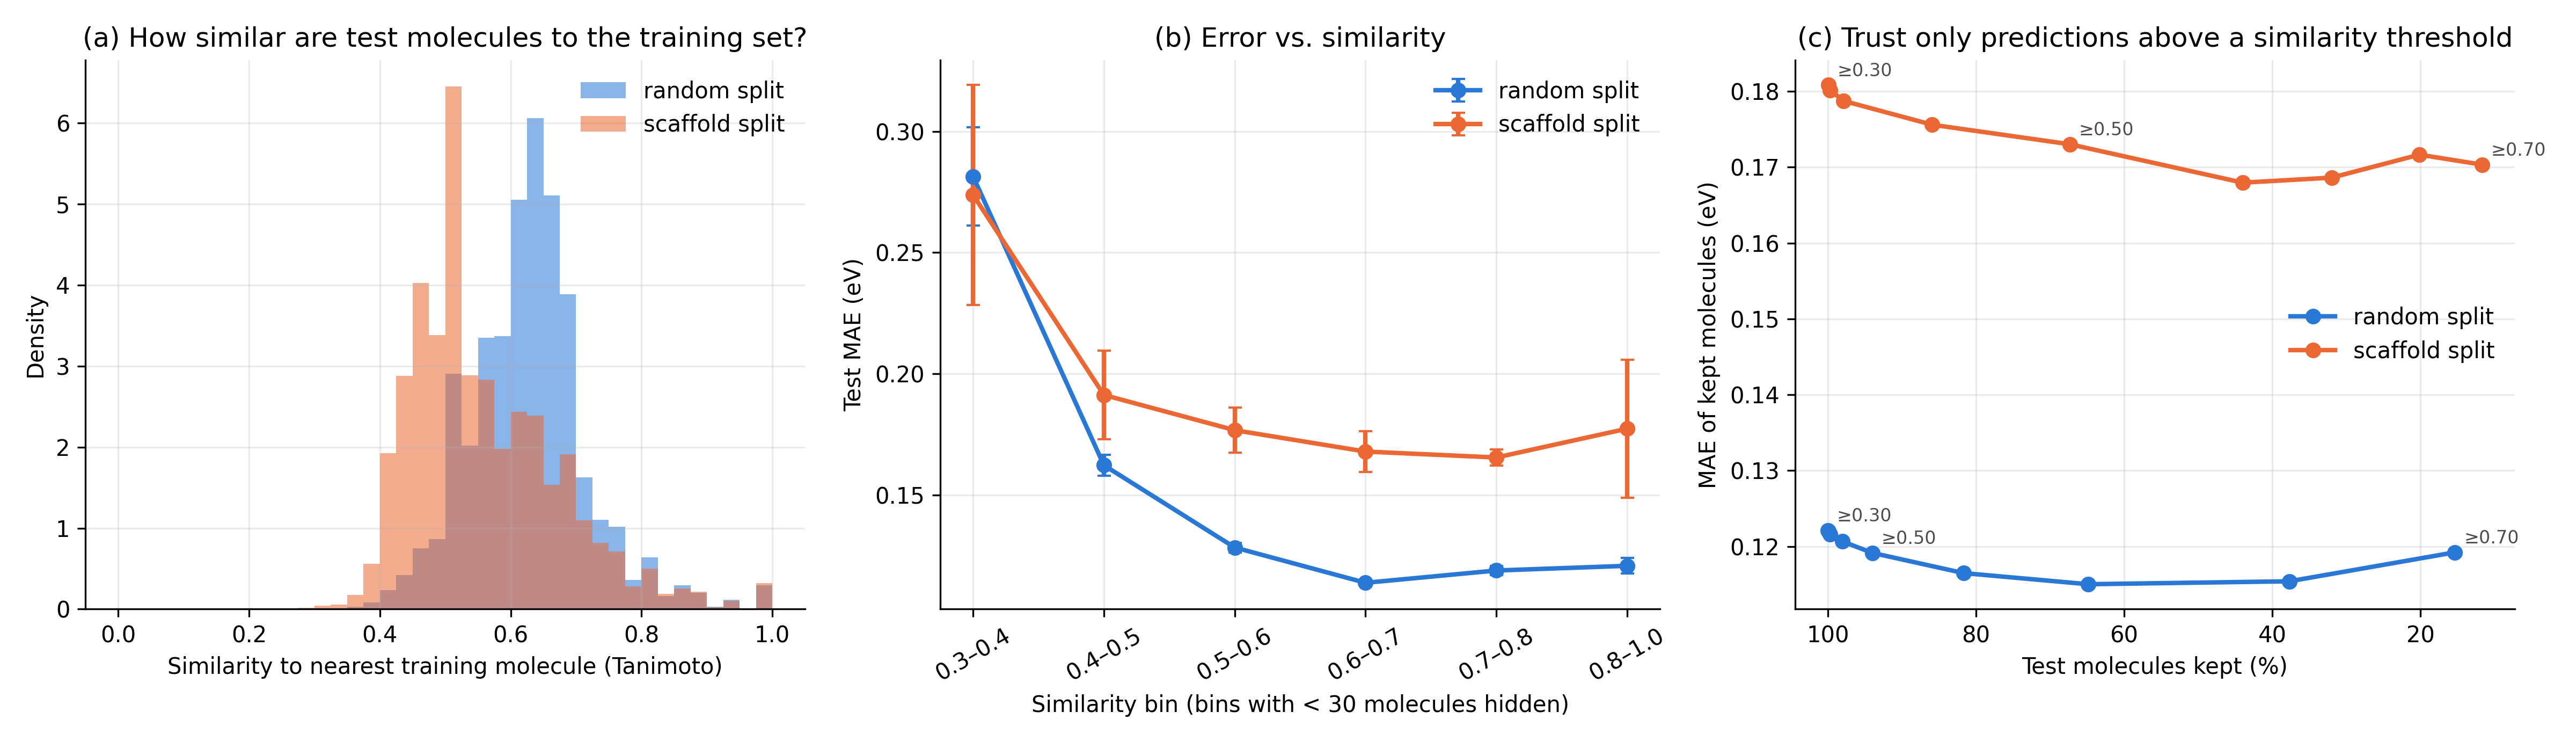 (a) How similar are test molecules to the training set?
random split
scaffold split
6
5
4
3
2
1
0
Density
0.0 0.2 0.4 0.6 0.8 1.0
Similarity to nearest training molecule (Tanimoto)
(b) Error vs. similarity
random split
scaffold split
0.30
0.25
0.20
0.15
Test MAE (eV)
0.3–0.4 0.4–0.5 0.5–0.6 0.6–0.7 0.7–0.8 0.8–1.0
Similarity bin (bins with < 30 molecules hidden)
(c) Trust only predictions above a similarity threshold
≥0.30
≥0.50
≥0.70
random split
scaffold split
≥0.30
≥0.50
≥0.70
0.18
0.17
0.16
0.15
0.14
0.13
0.12
MAE of kept molecules (eV)
100 80 60 40 20
Test molecules kept (%)